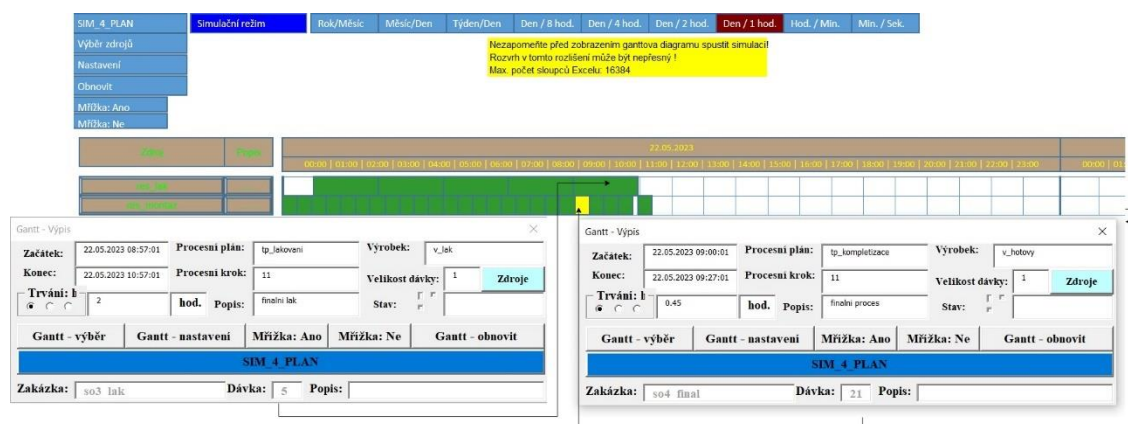 SIM_4_PLAN Simulační režim Rok/Měsíc Měsíc/Den Týden/Den Den / 8 hod. Den / 4 hod. Den / 2 hod. Den / 1 hod. Hod. / Min. Min. / Sek.
Výběr zdrojů
Nastavení
Obnovit
Mřížka: Ano
Mřížka: Ne
Nezapomeňte před zobrazením ganttova diagramu spustit simulaci!
Rozvrh v tomto rozlišení může být nepřesný !
Max. počet sloupců Excelu: 16384
Zdroj Popis 22.05.2023
00:00 | 01:00 | 02:00 | 03:00 | 04:00 | 05:00 | 06:00 | 07:00 | 08:00 | 09:00 | 10:00 | 11:00 | 12:00 | 13:00 | 14:00 | 15:00 | 16:00 | 17:00 | 18:00 | 19:00 | 20:00 | 21:00 | 22:00 | 23:00 00:00 |
Gantt - Výpis
Začátek: 22.05.2023 08:57:01 Procesní plán: tp_lakovani Výrobek: v_lak
Konec: 22.05.2023 10:57:01 Procesní krok: 11 Velikost dávky: 1 Zdroje
Trvání:
2 hod. Popis: finalni lak Stav:
Gantt - výběr Gantt - nastavení Mřížka: Ano Mřížka: Ne Gantt - obnovit
SIM_4_PLAN
Zakázka: so3_lak Dávka: 5 Popis:
Gantt - Výpis
Začátek: 22.05.2023 09:00:01 Procesní plán: tp_kompletizace Výrobek: v_hotovy
Konec: 22.05.2023 09:27:01 Procesní krok: 11 Velikost dávky: 1 Zdroje
Trvání:
0.45 hod. Popis: finalni proces Stav:
Gantt - výběr Gantt - nastavení Mřížka: Ano Mřížka: Ne Gantt - obnovit
SIM_4_PLAN
Zakázka: so4_final Dávka: 21 Popis: